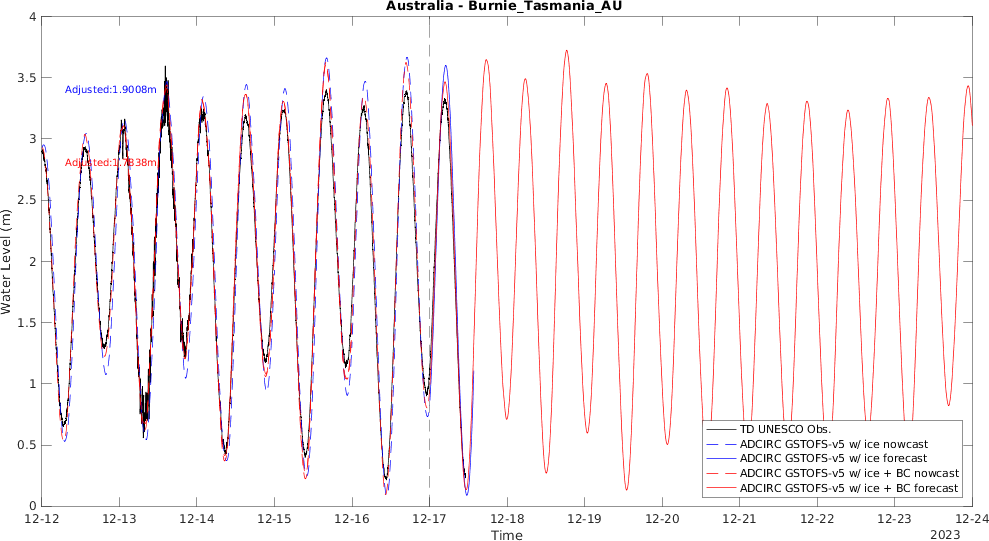 Australia - Burnie_Tasmania_AU
4
3.5
3
2.5
2
1.5
1
0.5
0
Water Level (m)
Adjusted:1.9008m
Adjusted:1.7838m
TD UNESCO Obs.
ADCIRC GSTOFS-v5 w/ ice nowcast
ADCIRC GSTOFS-v5 w/ ice forecast
ADCIRC GSTOFS-v5 w/ ice + BC nowcast
ADCIRC GSTOFS-v5 w/ ice + BC forecast
12-12 12-13 12-14 12-15 12-16 12-17 12-18 12-19 12-20 12-21 12-22 12-23 12-24
Time
2023